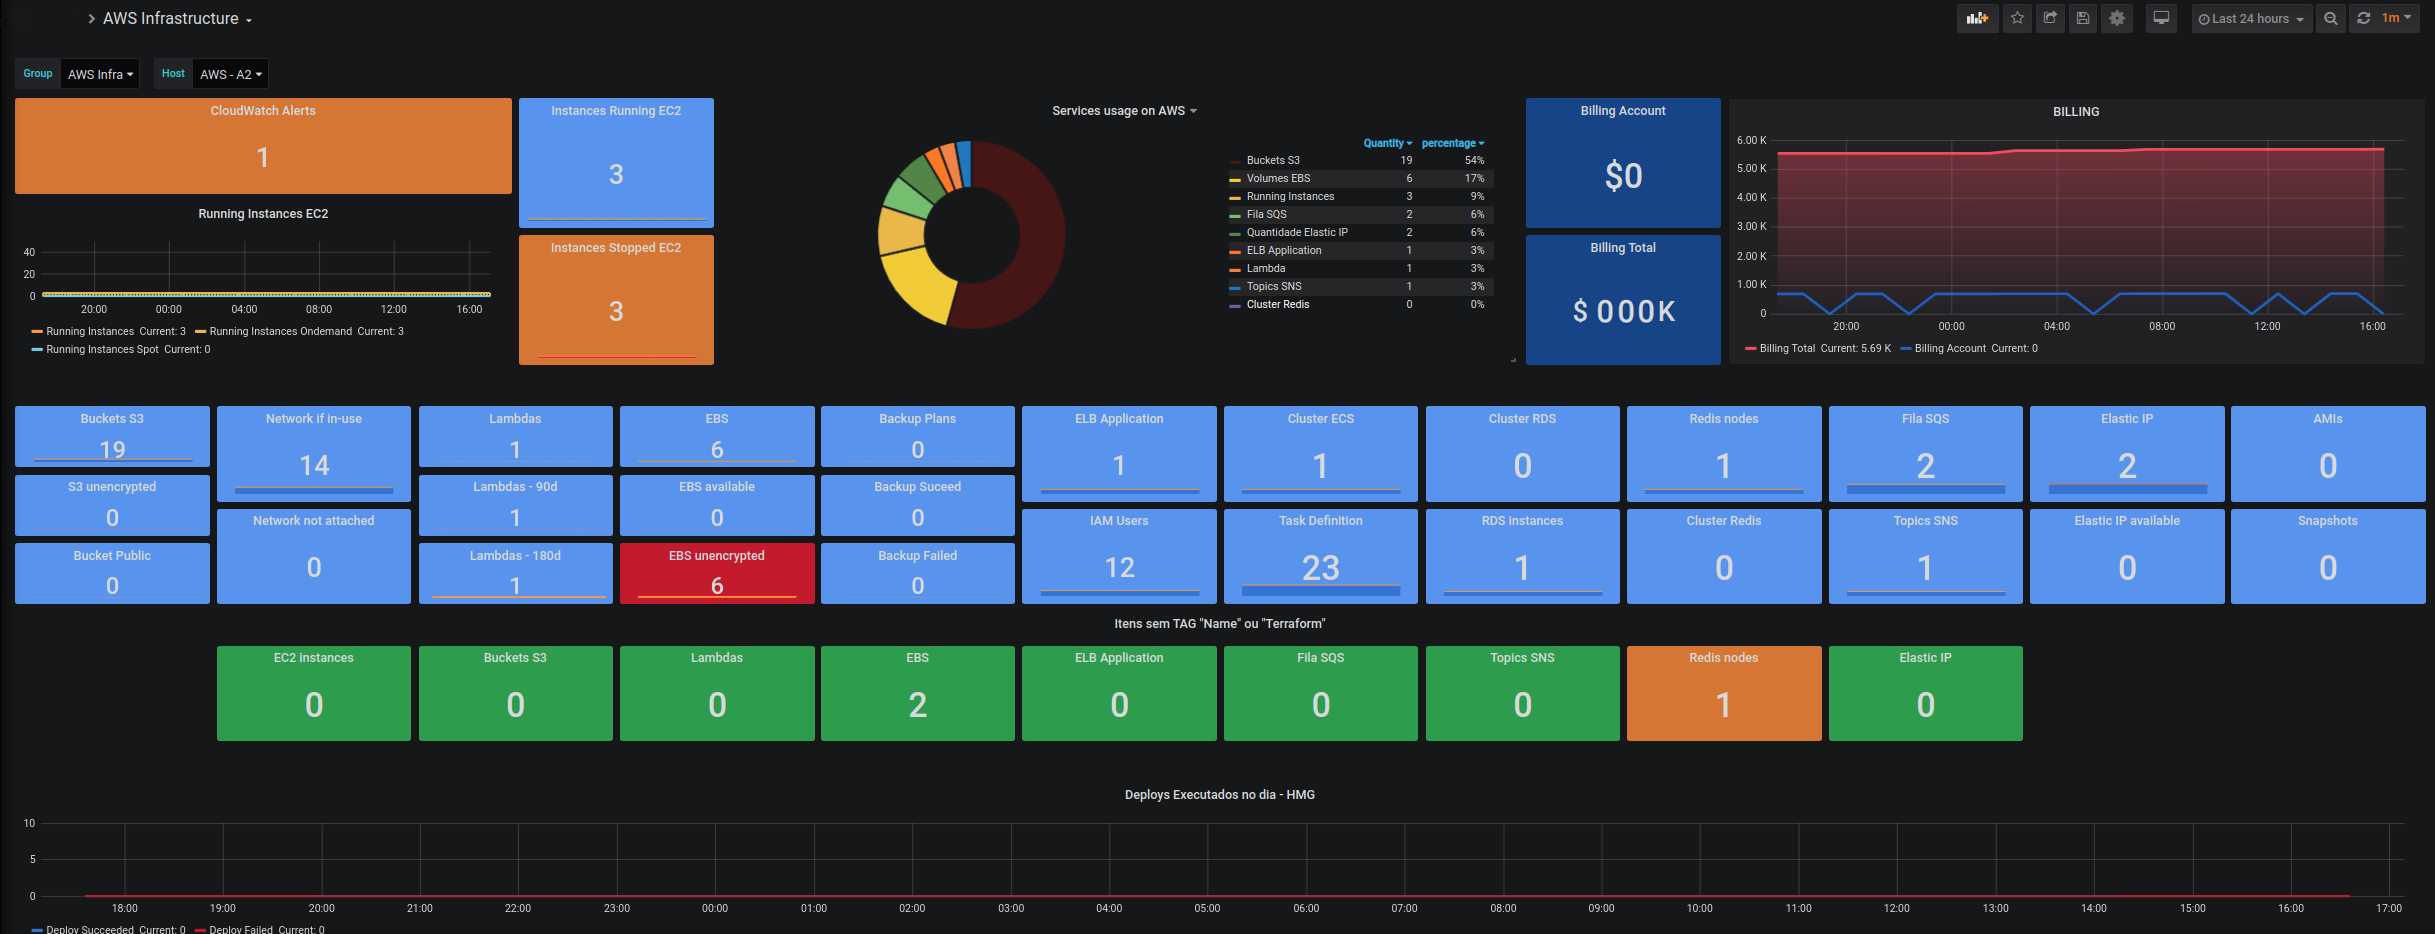 AWS Infrastructure
Last 24 hours
1m
Group
AWS Infra
Host
AWS - A2
CloudWatch Alerts
1
Running Instances EC2
40
20
0
20:00 00:00 04:00 08:00 12:00 16:00
Running Instances Current: 3 Running Instances Ondemand Current: 3
Running Instances Spot Current: 0
Instances Running EC2
3
Instances Stopped EC2
3
Services usage on AWS
Quantity percentage
Buckets S3 19 54%
Volumes EBS 6 17%
Running Instances 3 9%
Fila SQS 2 6%
Quantidade Elastic IP 2 6%
ELB Application 1 3%
Lambda 1 3%
Topics SNS 1 3%
Cluster Redis 0 0%
Billing Account
$0
Billing Total
$ 000K
BILLING
6.00 K
5.00 K
4.00 K
3.00 K
2.00 K
1.00 K
0
20:00 00:00 04:00 08:00 12:00 16:00
Billing Total Current: 5.69 K Billing Account Current: 0
Buckets S3
19
S3 unencrypted
0
Bucket Public
0
Network if in-use
14
Network not attached
0
Lambdas
1
Lambdas - 90d
1
Lambdas - 180d
1
EBS
6
EBS available
0
EBS unencrypted
6
Backup Plans
0
Backup Suceed
0
Backup Failed
0
ELB Application
1
IAM Users
12
Cluster ECS
1
Task Definition
23
Cluster RDS
0
RDS instances
1
Redis nodes
1
Cluster Redis
0
Fila SQS
2
Topics SNS
1
Elastic IP
2
Elastic IP available
0
AMIs
0
Snapshots
0
Itens sem TAG "Name" ou "Terraform"
EC2 instances
0
Buckets S3
0
Lambdas
0
EBS
2
ELB Application
0
Fila SQS
0
Topics SNS
0
Redis nodes
1
Elastic IP
0
Deploys Executados no dia - HMG
10
5
0
18:00 19:00 20:00 21:00 22:00 23:00 00:00 01:00 02:00 03:00 04:00 05:00 06:00 07:00 08:00 09:00 10:00 11:00 12:00 13:00 14:00 15:00 16:00 17:00
Deploy Succeeded Current: 0 Deploy Failed Current: 0